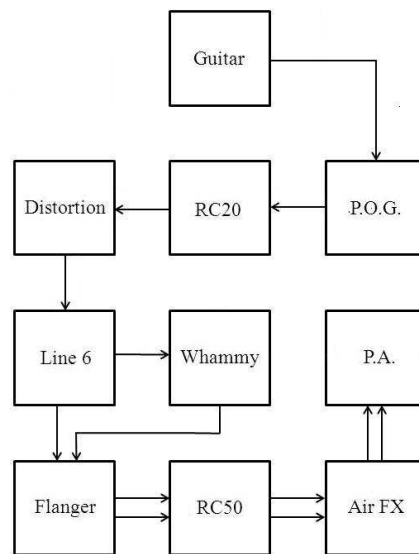 Guitar
Distortion
RC20
P.O.G.
Line 6
Whammy
P.A.
Flanger
RC50
Air FX